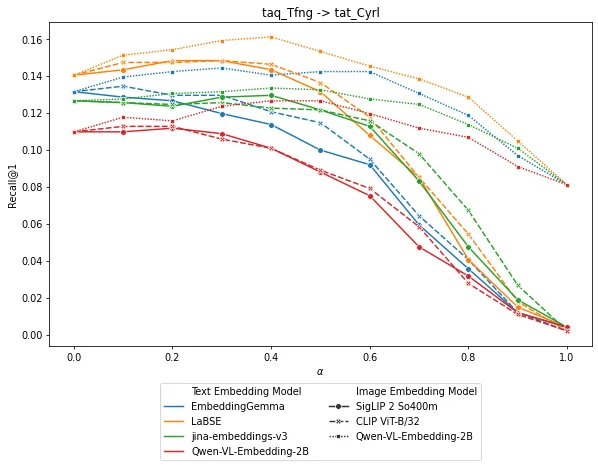 taq_Tfng -> tat_Cyrl
Recall@1
0.16
0.14
0.12
0.10
0.08
0.06
0.04
0.02
0.00
0.0 0.2 0.4 0.6 0.8 1.0
α
Text Embedding Model
EmbeddingGemma
LaBSE
jina-embeddings-v3
Qwen-VL-Embedding-2B
Image Embedding Model
SigLIP 2 So400m
CLIP ViT-B/32
Qwen-VL-Embedding-2B